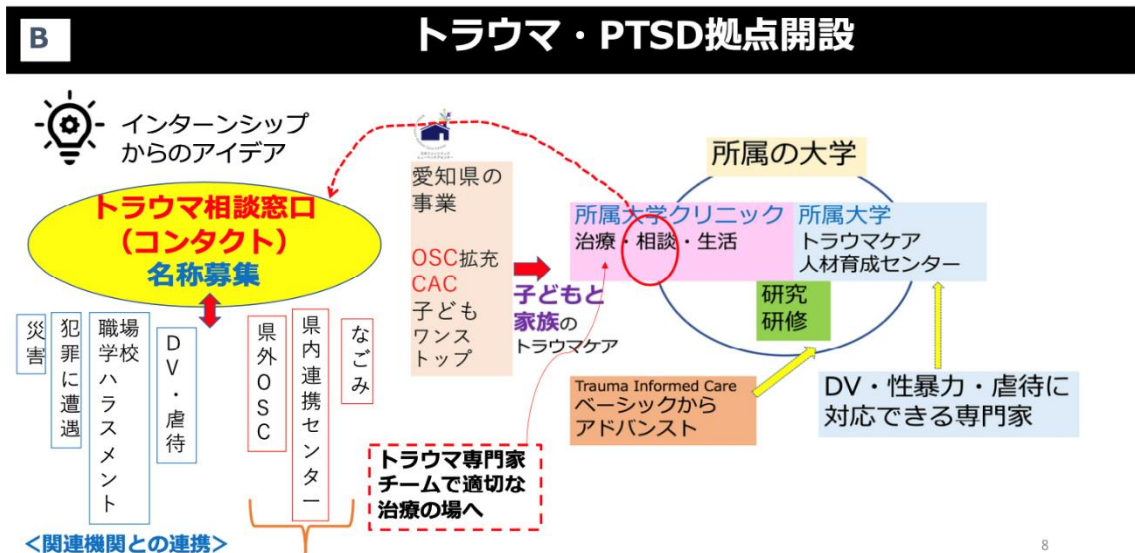 B
トラウマ・PTSD拠点開設
インターンシップ
からのアイデア
トラウマ相談窓口
（コンタクト）
名称募集
災害
犯罪に遭遇
職場
学校
ハラスメント
DV・虐待
県外OSC
県内連携センター
なごみ
＜関連機関との連携＞
愛知県の
事業
OSC拡充
CAC
子ども
ワンス
トップ
子どもと
家族の
トラウマケア
トラウマ専門家
チームで適切な
治療の場へ
所属の大学
所属大学クリニック
治療・相談・生活
所属大学
トラウマケア
人材育成センター
研究
研修
Trauma Informed Care
ベーシックから
アドバンスト
DV・性暴力・虐待に
対応できる専門家
8